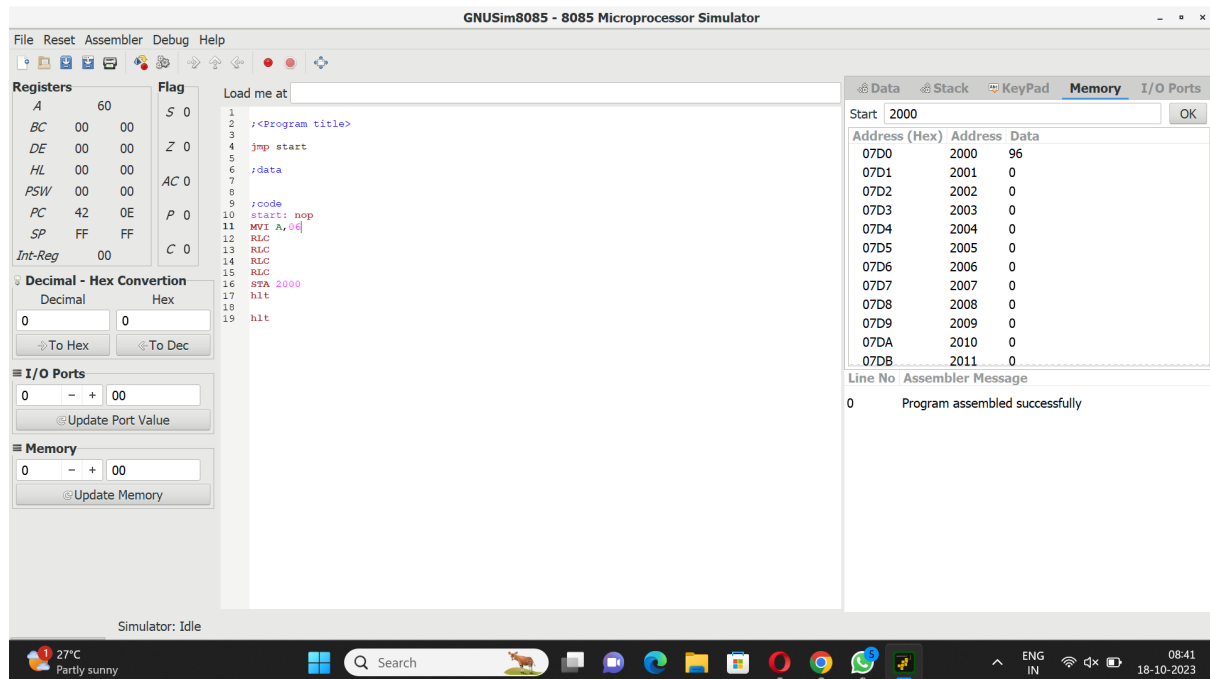 GNUSim8085 - 8085 Microprocessor Simulator
File Reset Assembler Debug Help
Registers
A 60
BC 00 00
DE 00 00
HL 00 00
PSW 00 00
PC 42 0E
SP FF FF
Int-Reg 00
Flag
S 0
Z 0
AC 0
P 0
C 0
Decimal - Hex Convertion
Decimal Hex
0 0
To Hex To Dec
I/O Ports
0 - + 00
Update Port Value
Memory
0 - + 00
Update Memory
Load me at
1
2 ;<Program title>
3
4 jmp start
5
6 ;data
7
8
9 ;code
10 start: nop
11 MVI A,06
12 RLC
13 RLC
14 RLC
15 RLC
16 STA 2000
17 hlt
18
19 hlt
Data Stack KeyPad Memory I/O Ports
Start 2000 OK
Address (Hex) Address Data
07D0 2000 96
07D1 2001 0
07D2 2002 0
07D3 2003 0
07D4 2004 0
07D5 2005 0
07D6 2006 0
07D7 2007 0
07D8 2008 0
07D9 2009 0
07DA 2010 0
07DB 2011 0
Line No Assembler Message
0 Program assembled successfully
Simulator: Idle
1
27°C
Partly sunny
Search
5
ENG
IN
08:41
18-10-2023